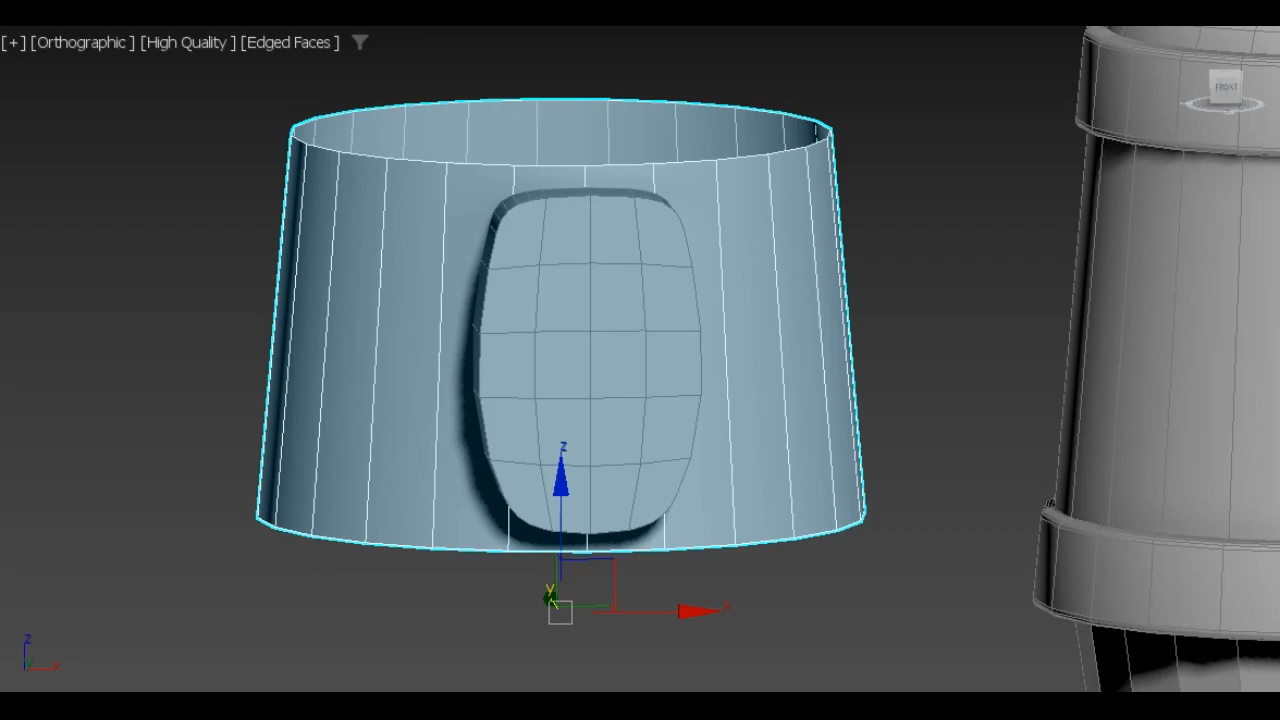 [+] [Orthographic ] [High Quality ] [Edged Faces ]
FRONT
z
y
x
z
y
x